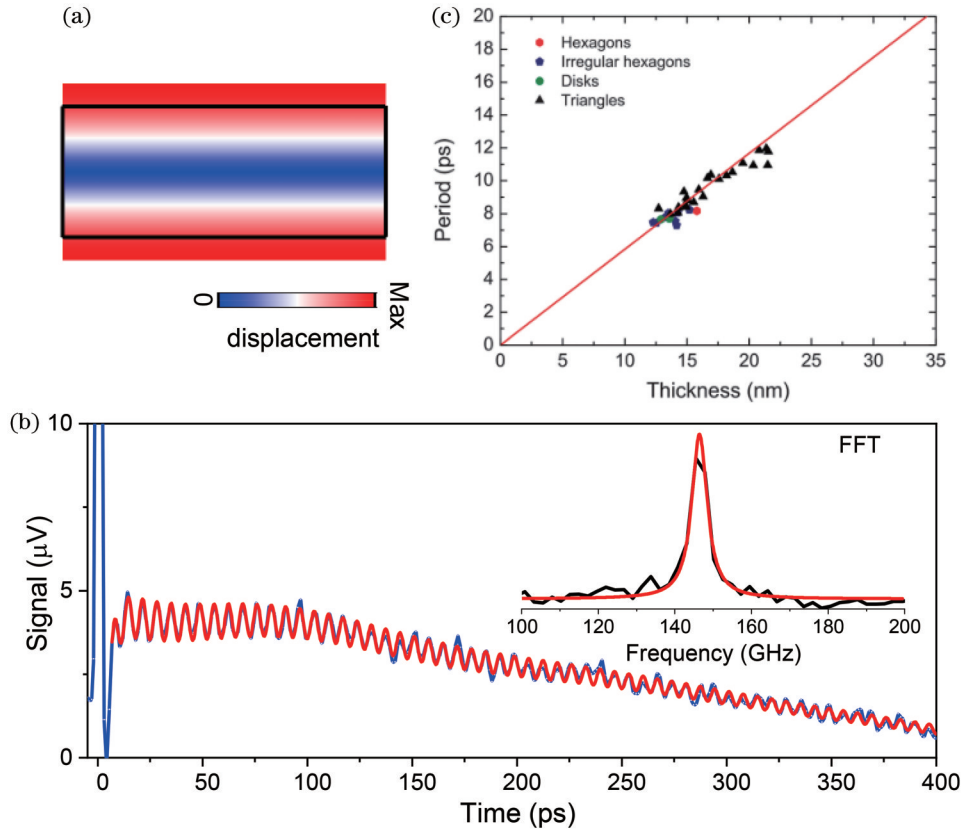 (a)
0
Max
displacement
(c)
20
18
16
14
12
10
8
6
4
2
0
Period (ps)
Hexagons
Irregular hexagons
Disks
Triangles
0 5 10 15 20 25 30 35
Thickness (nm)
(b)
10
5
0
Signal (μV)
FFT
100 120 140 160 180 200
Frequency (GHz)
0 50 100 150 200 250 300 350 400
Time (ps)